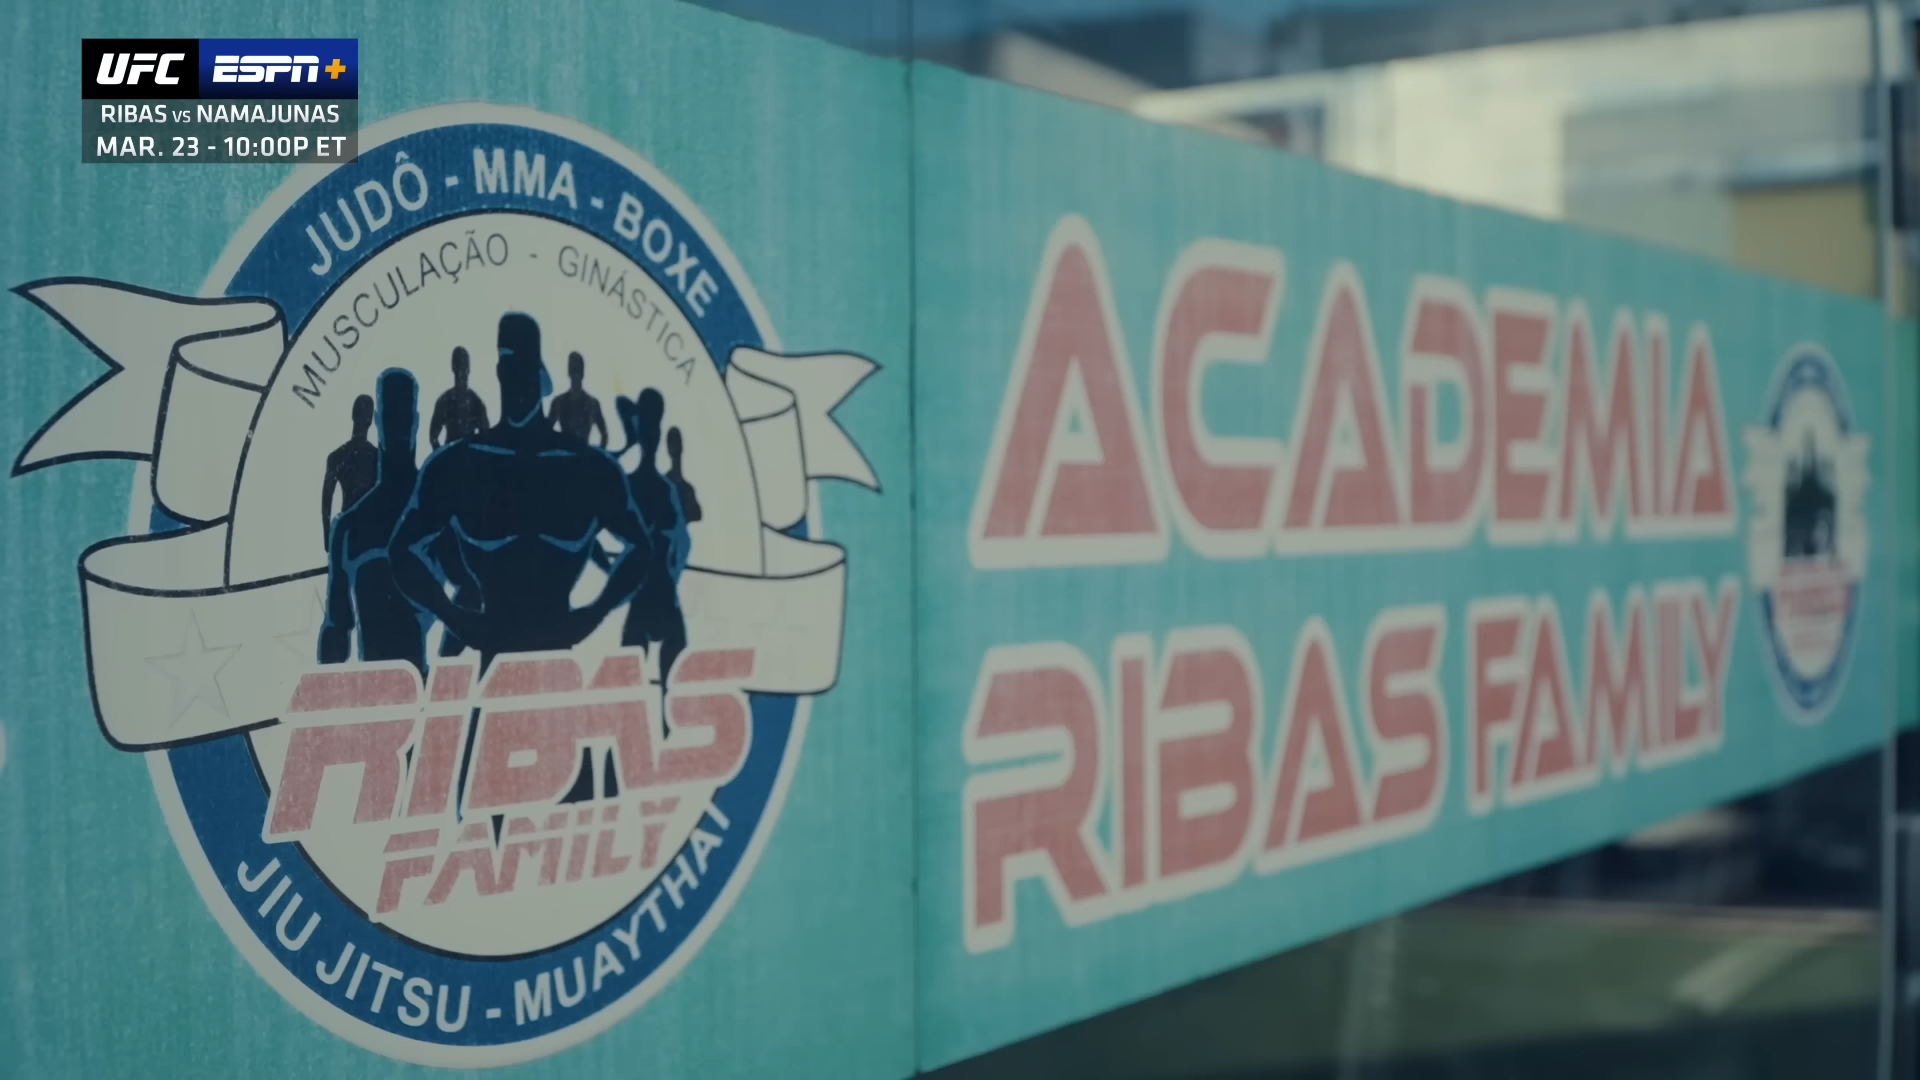 UFC ESPN+
RIBAS vs NAMAJUNAS
MAR. 23 - 10:00P ET
JUDÔ - MMA - BOXE
MUSCULAÇÃO - GINÁSTICA
RIBAS
FAMILY
JIU JITSU - MUAYTHAI
ACADEMIA
RIBAS FAMILY